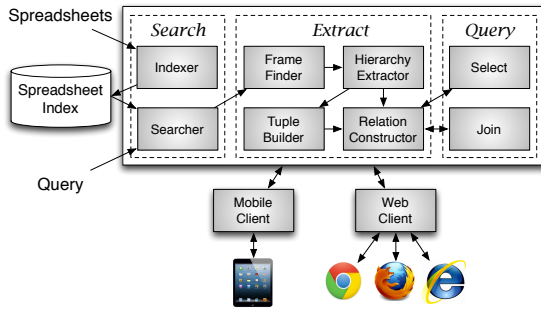 Spreadsheets
Search
Extract
Query
Indexer
Frame
Finder
Hierarchy
Extractor
Select
Spreadsheet
Index
Searcher
Tuple
Builder
Relation
Constructor
Join
Query
Mobile
Client
Web
Client